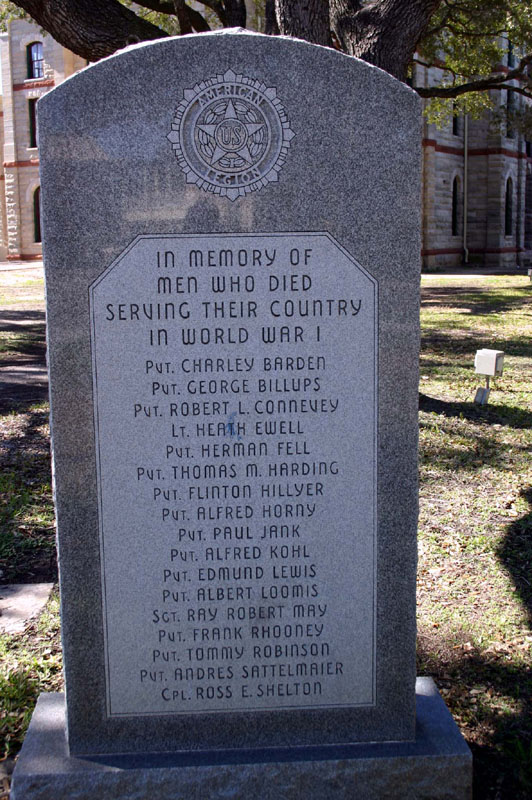 AMERICAN
US
LEGION
IN MEMORY OF
MEN WHO DIED
SERVING THEIR COUNTRY
IN WORLD WAR I
PVT. CHARLEY BARDEN
PVT. GEORGE BILLUPS
PVT. ROBERT L. CONNEVEY
LT. HEATH EWELL
PVT. HERMAN FELL
PVT. THOMAS M. HARDING
PVT. FLINTON HILLYER
PVT. ALFRED HORNY
PVT. PAUL JANK
PVT. ALFRED KOHL
PVT. EDMUND LEWIS
PVT. ALBERT LOOMIS
SGT. RAY ROBERT MAY
PVT. FRANK RHOONEY
PVT. TOMMY ROBINSON
PVT. ANDRES SATTELMAIER
CPL. ROSS E. SHELTON